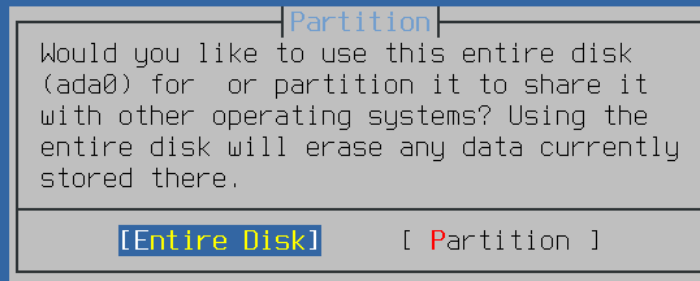 Partition
Would you like to use this entire disk
(ada0) for  or partition it to share it
with other operating systems? Using the
entire disk will erase any data currently
stored there.
[Entire Disk] [ Partition ]